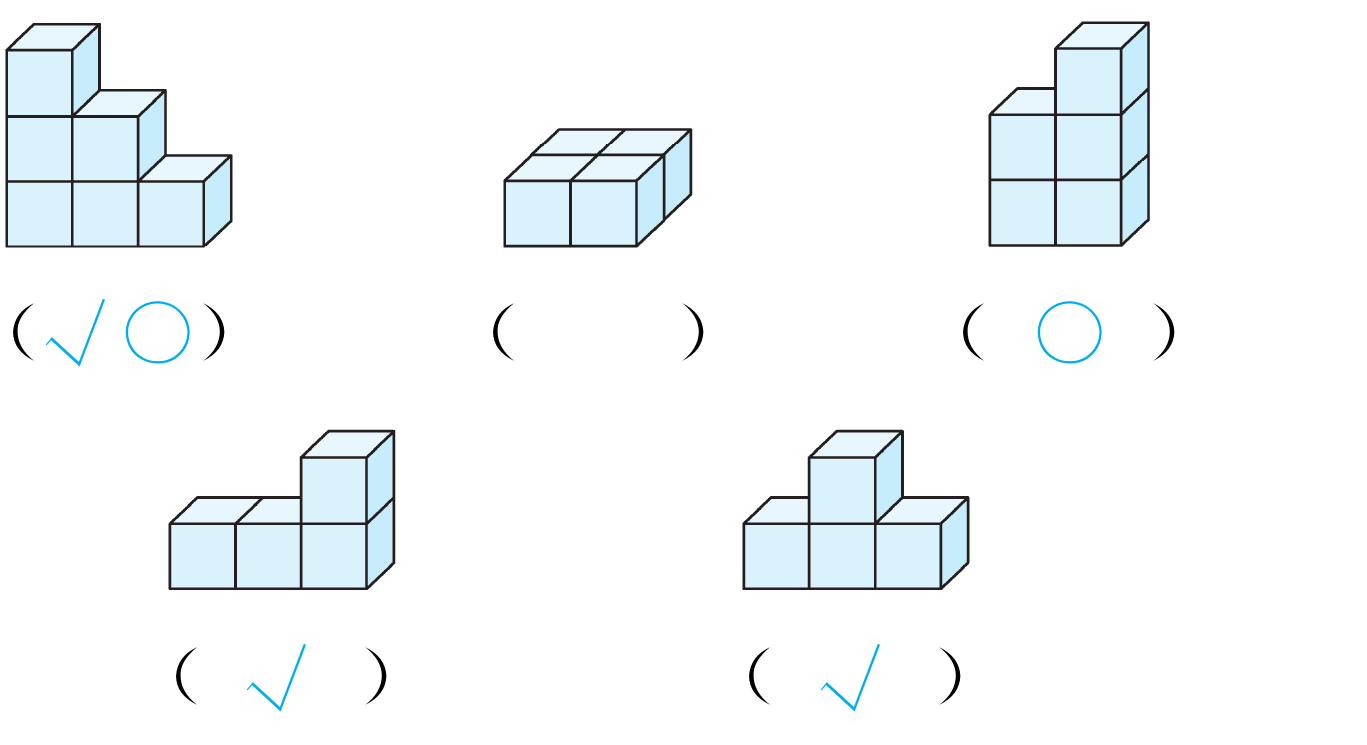 ( √ ○ ) ( ) ( ○ )
( √ ) ( √ )